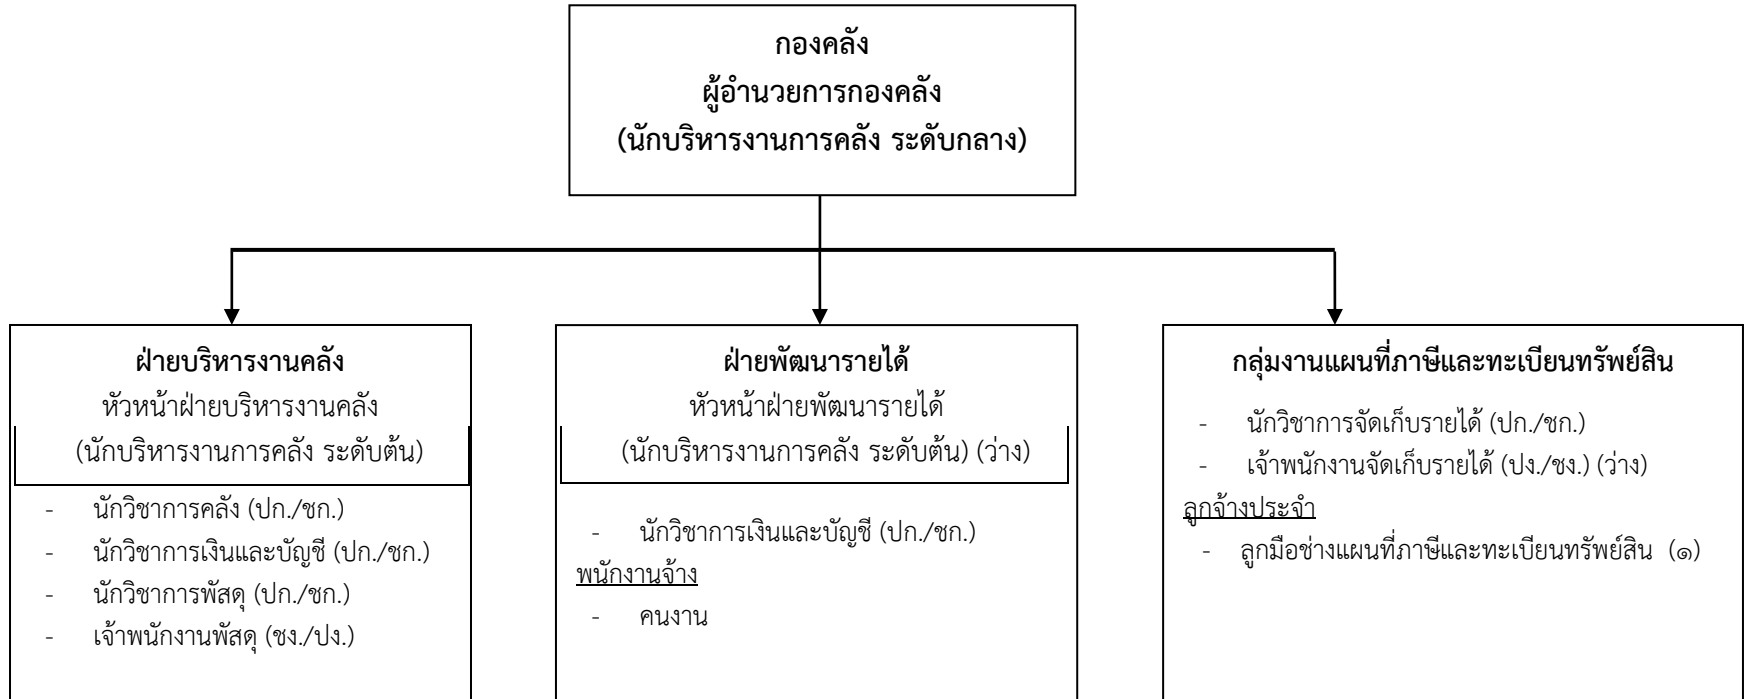 กองคลัง
ผู้อำนวยการกองคลัง
(นักบริหารงานการคลัง ระดับกลาง)
ฝ่ายบริหารงานคลัง
หัวหน้าฝ่ายบริหารงานคลัง
(นักบริหารงานการคลัง ระดับต้น)
- นักวิชาการคลัง (ปก./ชก.)
- นักวิชาการเงินและบัญชี (ปก./ชก.)
- นักวิชาการพัสดุ (ปก./ชก.)
- เจ้าพนักงานพัสดุ (ชง./ปง.)
ฝ่ายพัฒนารายได้
หัวหน้าฝ่ายพัฒนารายได้
(นักบริหารงานการคลัง ระดับต้น) (ว่าง)
- นักวิชาการเงินและบัญชี (ปก./ชก.)
พนักงานจ้าง
- คนงาน
กลุ่มงานแผนที่ภาษีและทะเบียนทรัพย์สิน
- นักวิชาการจัดเก็บรายได้ (ปก./ชก.)
- เจ้าพนักงานจัดเก็บรายได้ (ปง./ชง.) (ว่าง)
ลูกจ้างประจำ
- ลูกมือช่างแผนที่ภาษีและทะเบียนทรัพย์สิน (๑)